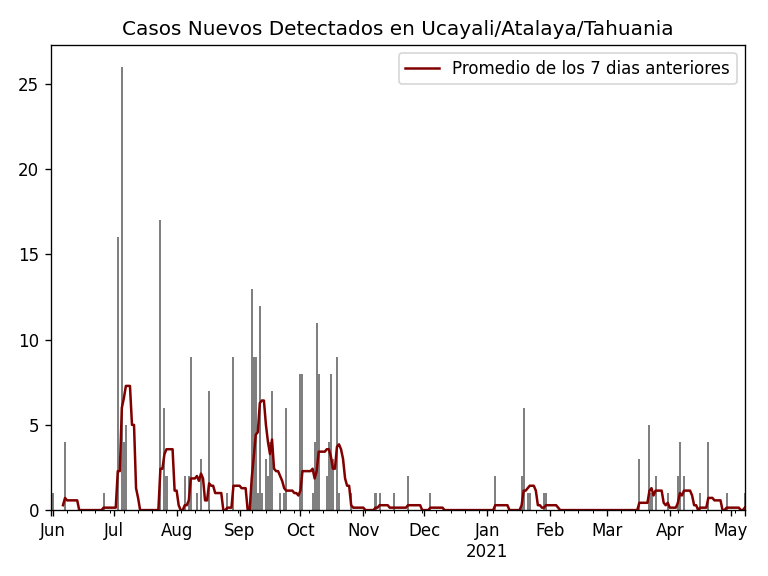 Casos Nuevos Detectados en Ucayali/Atalaya/Tahuania
Promedio de los 7 dias anteriores
25
20
15
10
5
0
Jun Jul Aug Sep Oct Nov Dec Jan Feb Mar Apr May
2021